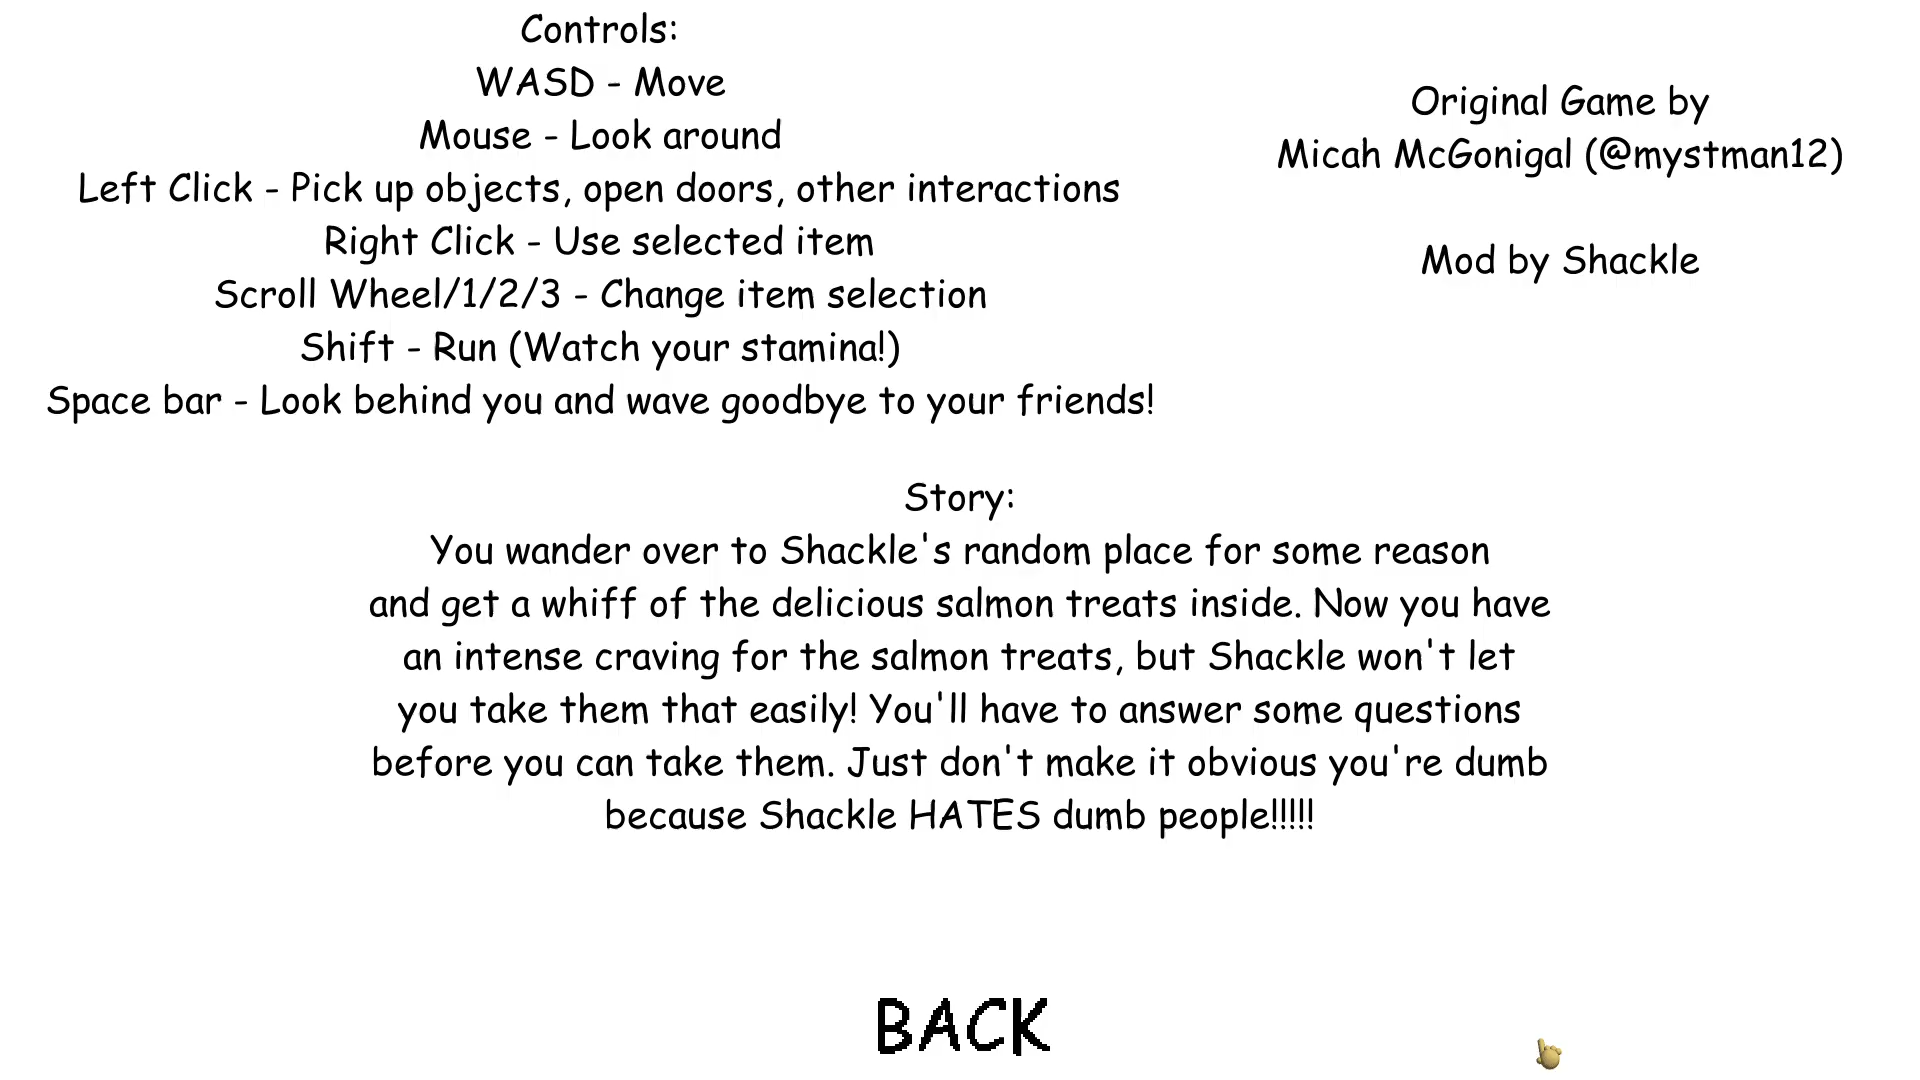 Controls:
WASD - Move
Mouse - Look around
Left Click - Pick up objects, open doors, other interactions
Right Click - Use selected item
Scroll Wheel/1/2/3 - Change item selection
Shift - Run (Watch your stamina!)
Space bar - Look behind you and wave goodbye to your friends!
Original Game by
Micah McGonigal (@mystman12)
Mod by Shackle
Story:
You wander over to Shackle's random place for some reason
and get a whiff of the delicious salmon treats inside. Now you have
an intense craving for the salmon treats, but Shackle won't let
you take them that easily! You'll have to answer some questions
before you can take them. Just don't make it obvious you're dumb
because Shackle HATES dumb people!!!!!
BACK